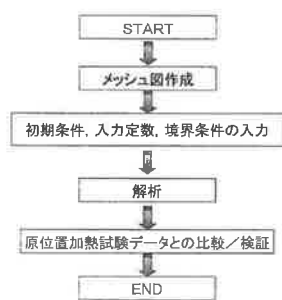 START
メッシュ図作成
初期条件, 入力定数, 境界条件の入力
解析
原位置加熱試験データとの比較／検証
END